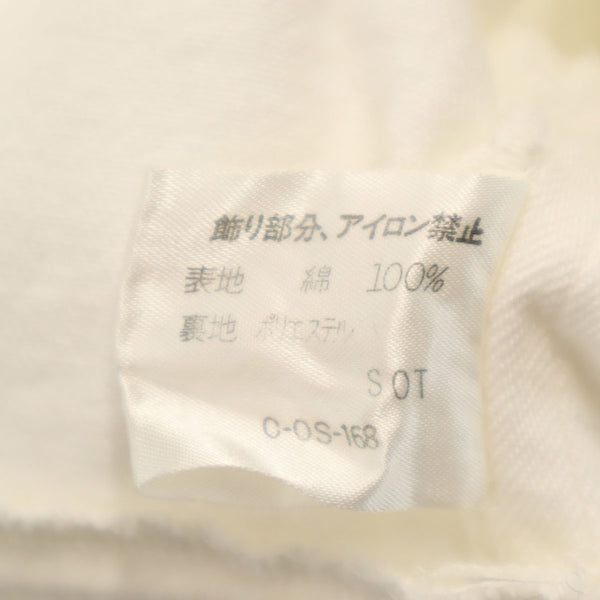 飾り部分、アイロン禁止
表地 綿 100%
裏地 ポリエステル
S OT
O-OS-168